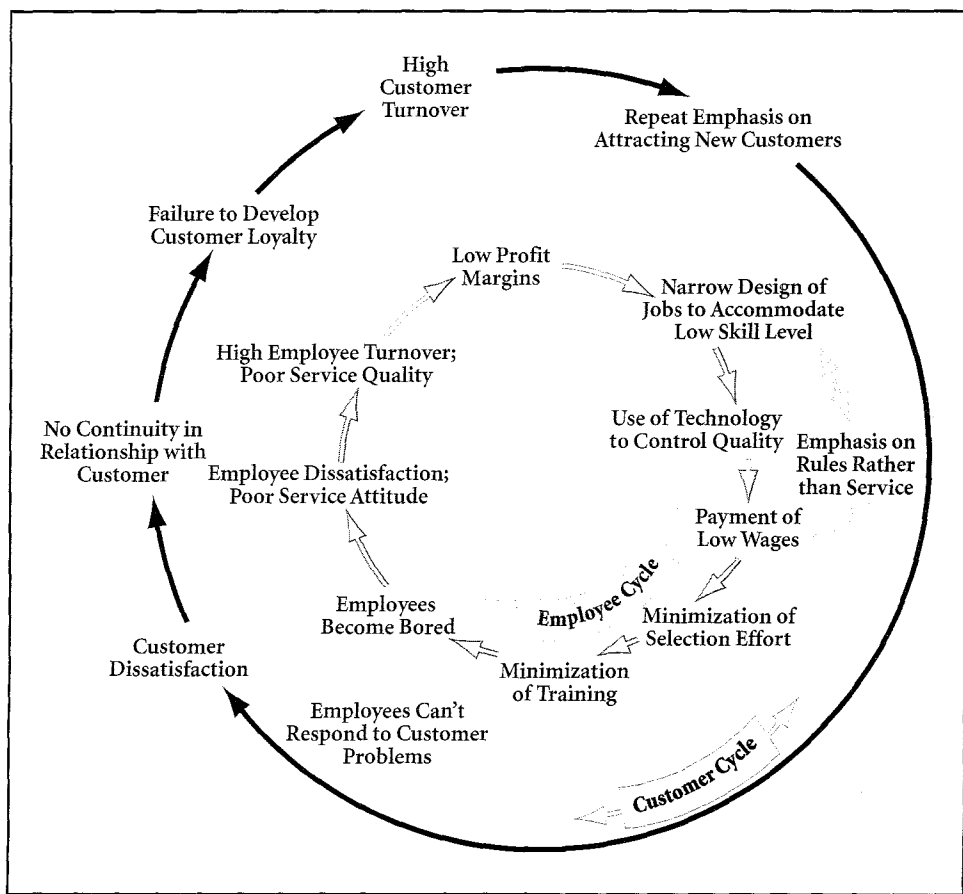 High
Customer
Turnover
Repeat Emphasis on
Attracting New Customers
Failure to Develop
Customer Loyalty
Low Profit
Margins
Narrow Design of
Jobs to Accommodate
Low Skill Level
High Employee Turnover;
Poor Service Quality
Use of Technology
to Control Quality
Emphasis on
Rules Rather
than Service
No Continuity in
Relationship with
Customer
Employee Dissatisfaction;
Poor Service Attitude
Payment of
Low Wages
Employee Cycle
Employees
Become Bored
Minimization of
Selection Effort
Customer
Dissatisfaction
Minimization
of Training
Employees Can't
Respond to Customer
Problems
Customer Cycle